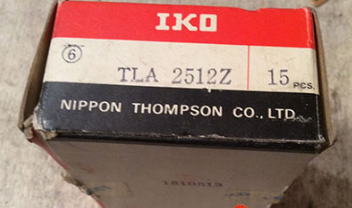 IKO
6
TLA 2512Z 15 PCS.
NIPPON THOMPSON CO., LTD.